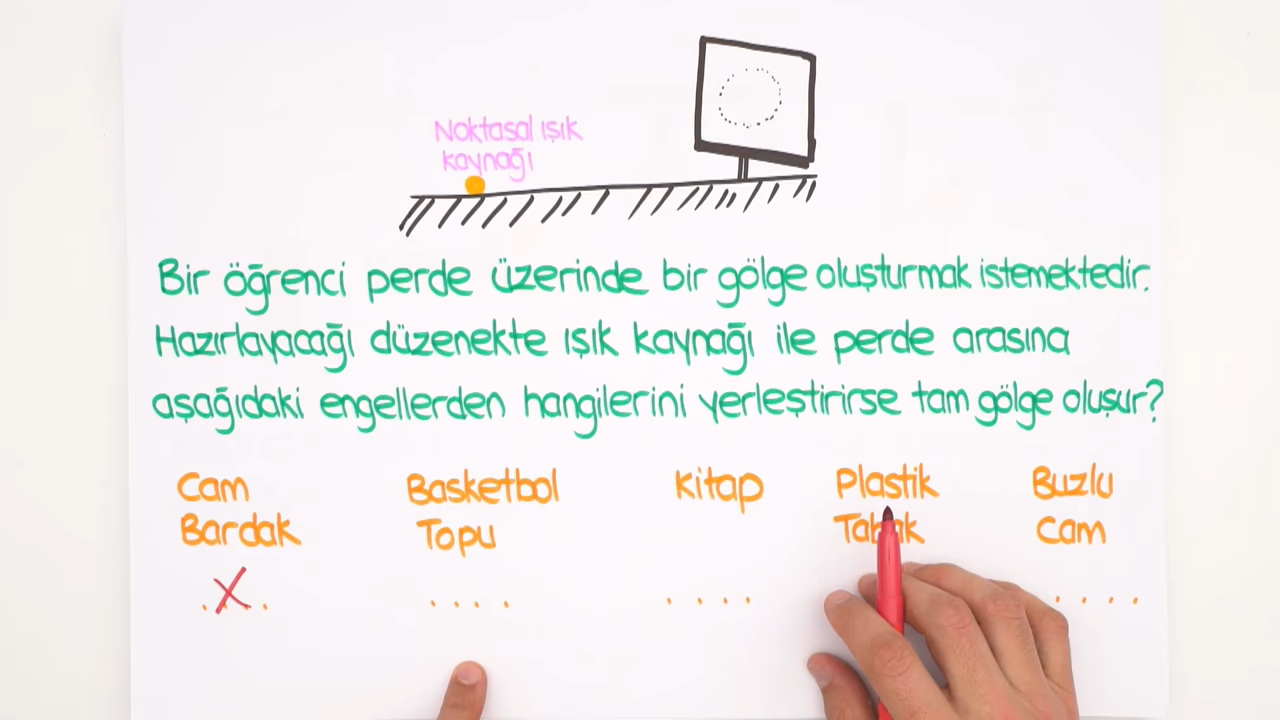 Noktasal ışık
kaynağı
Bir öğrenci perde üzerinde bir gölge oluşturmak istemektedir.
Hazırlayacağı düzenekte ışık kaynağı ile perde arasına
aşağıdaki engellerden hangilerini yerleştirirse tam gölge oluşur?
Cam Basketbol Kitap Plastik Buzlu
Bardak Topu Tabak Cam
X
. . . . . . . . . . . .